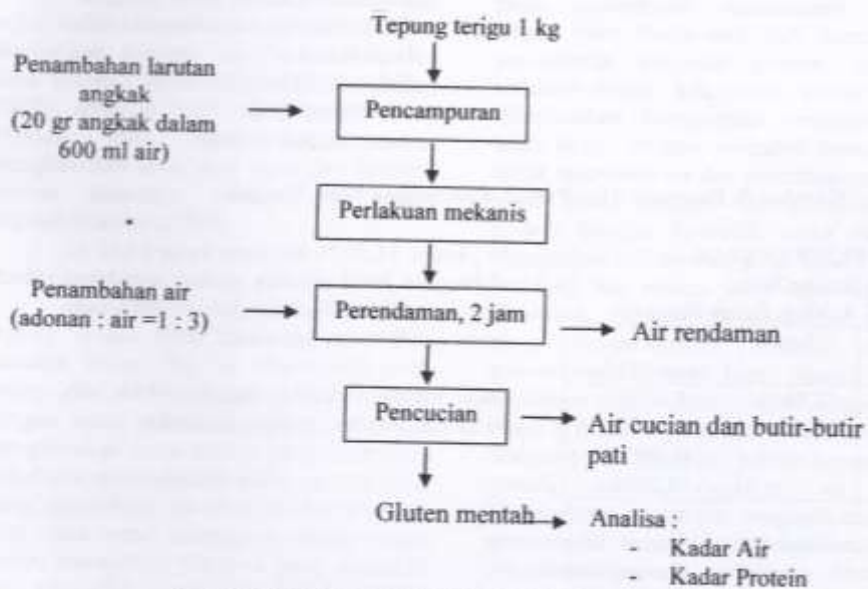 Tepung terigu 1 kg
Penambahan larutan
angkak
(20 gr angkak dalam
600 ml air)
Pencampuran
Perlakuan mekanis
Penambahan air
(adonan : air =1 : 3)
Perendaman, 2 jam
Air rendaman
Pencucian
Air cucian dan butir-butir
pati
Gluten mentah
Analisa :
- Kadar Air
- Kadar Protein